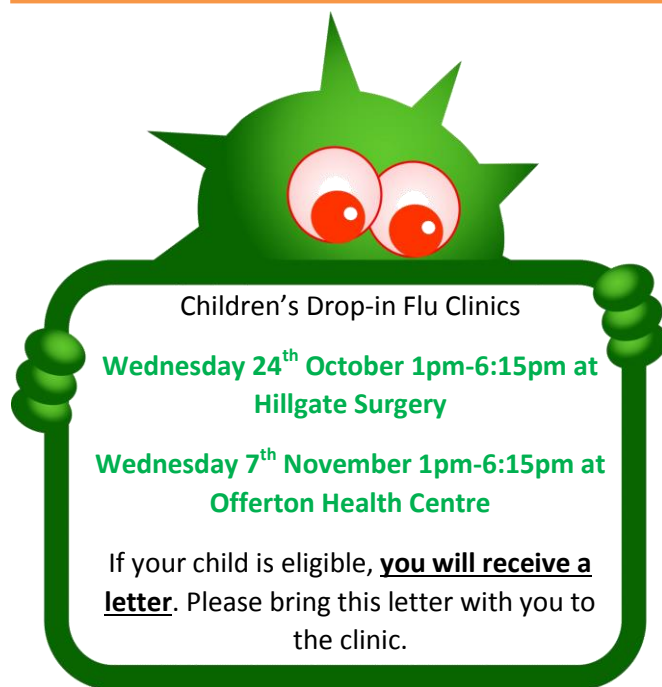 Children’s Drop-in Flu Clinics
Wednesday 24th October 1pm-6:15pm at
Hillgate Surgery
Wednesday 7th November 1pm-6:15pm at
Offerton Health Centre
If your child is eligible, you will receive a
letter. Please bring this letter with you to
the clinic.